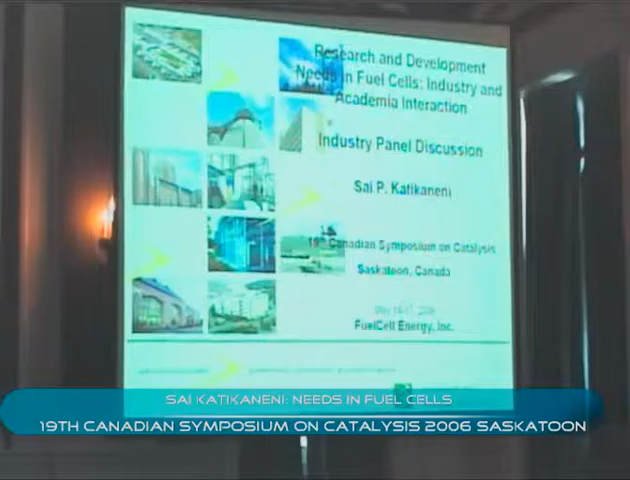 Research and Development
Needs in Fuel Cells: Industry and
Academia Interaction
Industry Panel Discussion
Sai P. Katikaneni
19th Canadian Symposium on Catalysis
Saskatoon, Canada
FuelCell Energy, Inc.
SAI KATIKANENI: NEEDS IN FUEL CELLS
19TH CANADIAN SYMPOSIUM ON CATALYSIS 2006 SASKATOON